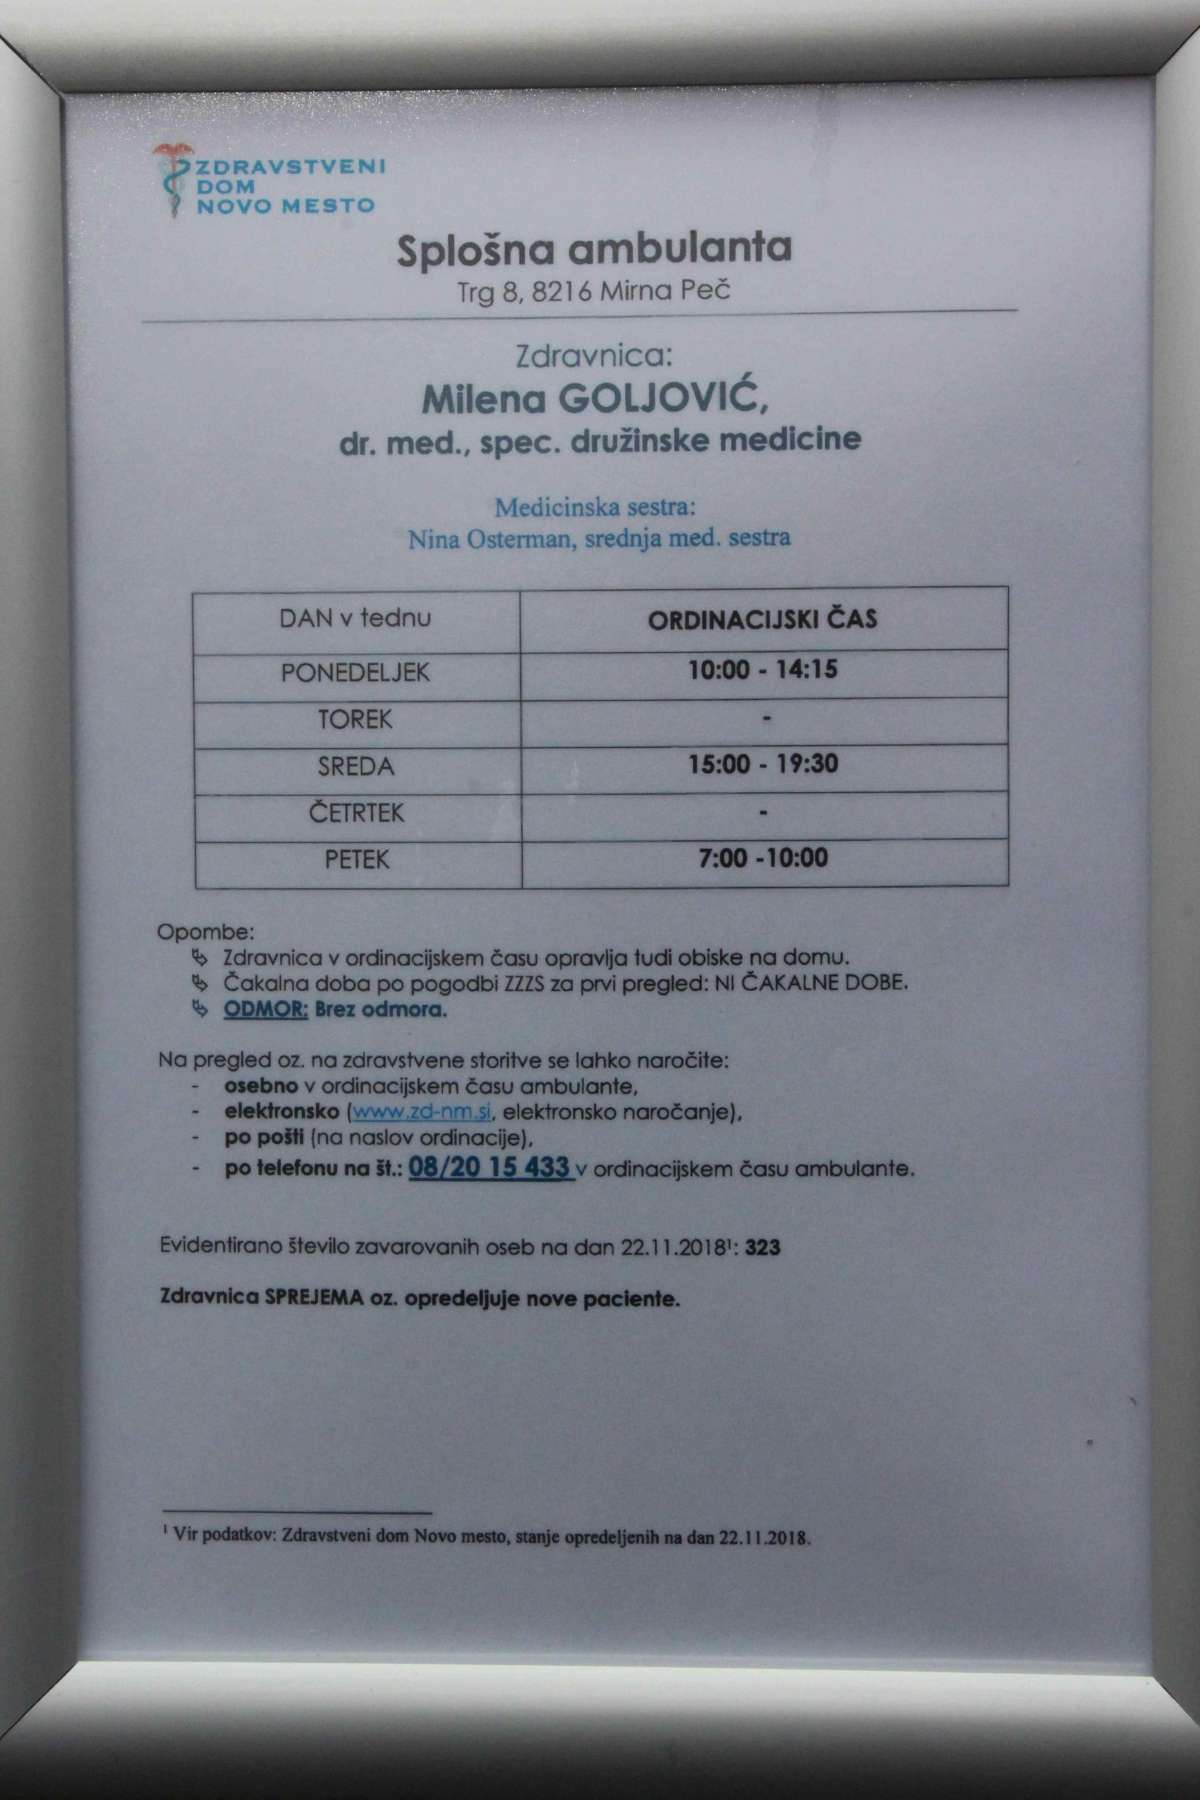 ZDRAVSTVENI
DOM
NOVO MESTO
Splošna ambulanta
Trg 8, 8216 Mirna Peč
Zdravnica:
Milena GOLJOVIĆ,
dr. med., spec. družinske medicine
Medicinska sestra:
Nina Osterman, srednja med. sestra
DAN v tednu ORDINACIJSKI ČAS
PONEDELJEK 10:00 - 14:15
TOREK -
SREDA 15:00 - 19:30
ČETRTEK -
PETEK 7:00 -10:00
Opombe:
Zdravnica v ordinacijskem času opravlja tudi obiske na domu.
Čakalna doba po pogodbi ZZZS za prvi pregled: NI ČAKALNE DOBE.
ODMOR: Brez odmora.
Na pregled oz. na zdravstvene storitve se lahko naročite:
- osebno v ordinacijskem času ambulante,
- elektronsko (www.zd-nm.si, elektronsko naročanje),
- po pošti (na naslov ordinacije),
- po telefonu na št.: 08/20 15 433 v ordinacijskem času ambulante.
Evidentirano število zavarovanih oseb na dan 22.11.2018¹: 323
Zdravnica SPREJEMA oz. opredeljuje nove paciente.
¹ Vir podatkov: Zdravstveni dom Novo mesto, stanje opredeljenih na dan 22.11.2018.